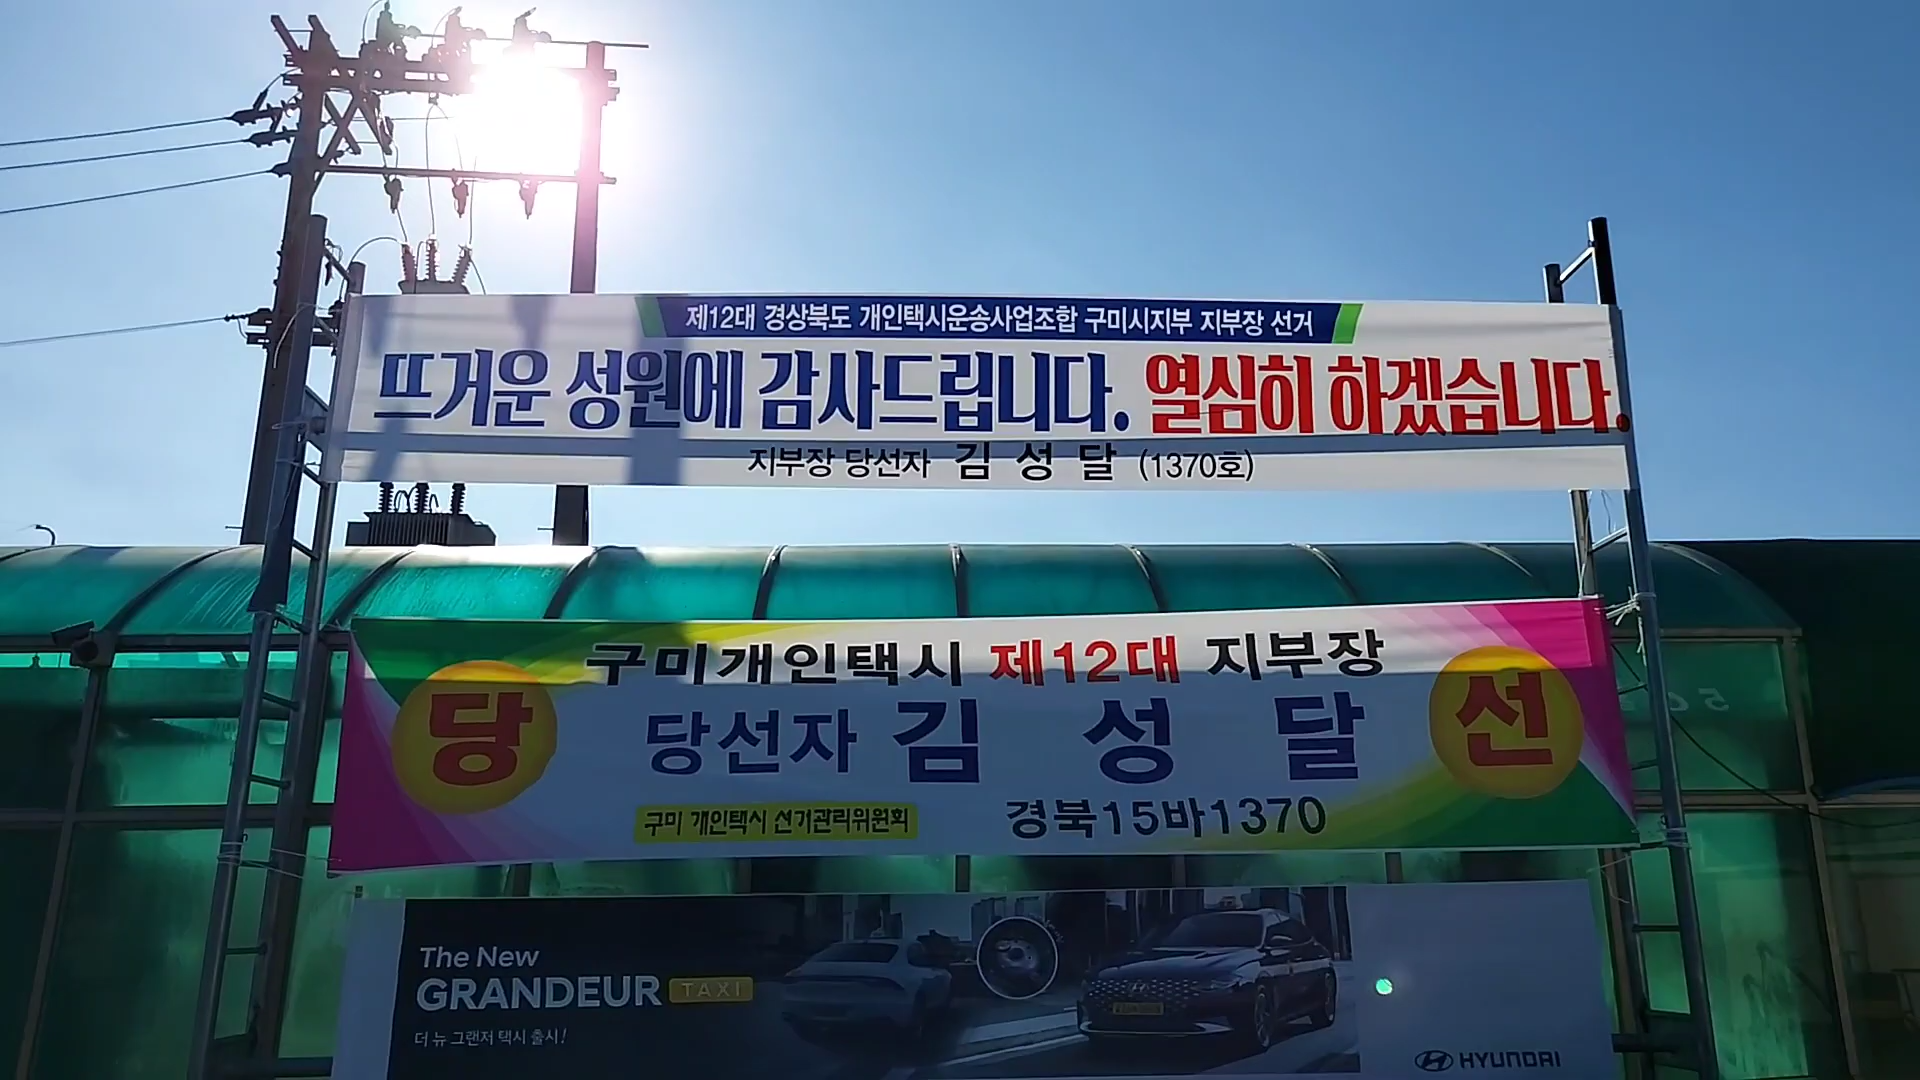 제12대 경상북도 개인택시운송사업조합 구미시지부 지부장 선거
뜨거운 성원에 감사드립니다. 열심히 하겠습니다.
지부장 당선자 김 성 달 (1370호)
구미개인택시 제12대 지부장
당 당선자 김 성 달 선
구미 개인택시 선거관리위원회 경북15바1370
The New
GRANDEUR TAXI
더 뉴 그랜저 택시 출시!
HYUNDAI